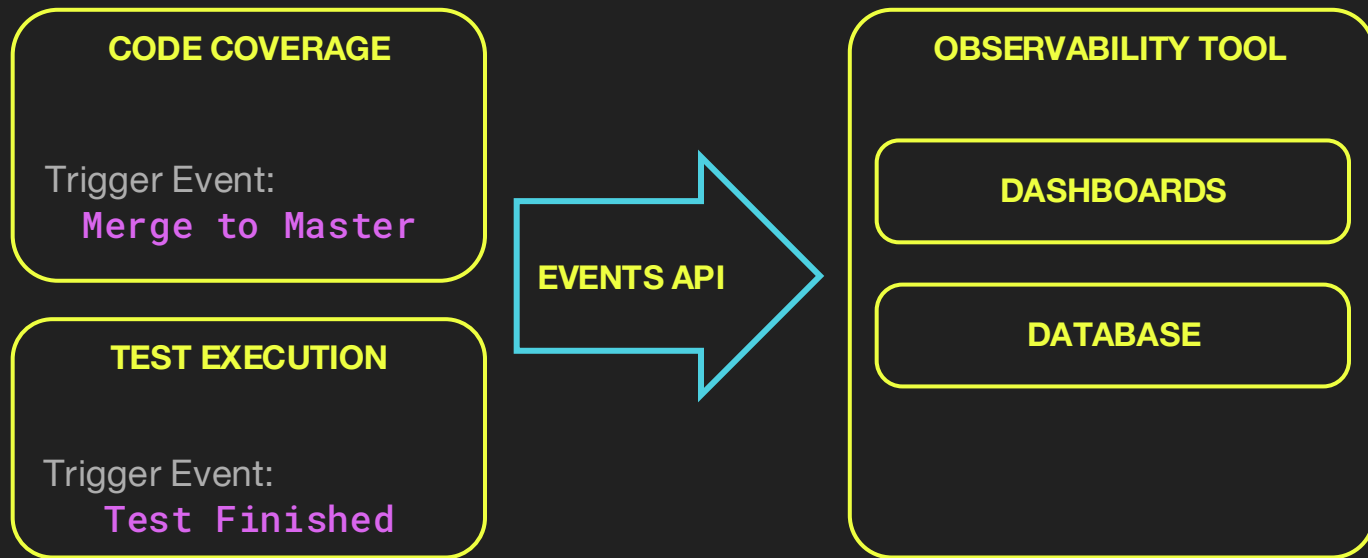 CODE COVERAGE
Trigger Event:
Merge to Master
TEST EXECUTION
Trigger Event:
Test Finished
EVENTS API
OBSERVABILITY TOOL
DASHBOARDS
DATABASE